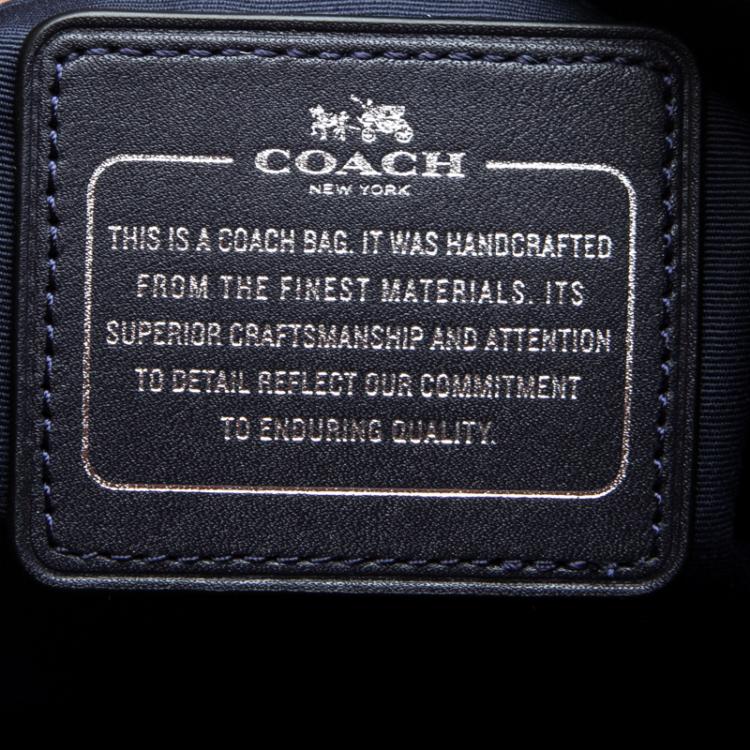 COACH
NEW YORK
THIS IS A COACH BAG. IT WAS HANDCRAFTED
FROM THE FINEST MATERIALS. ITS
SUPERIOR CRAFTSMANSHIP AND ATTENTION
TO DETAIL REFLECT OUR COMMITMENT
TO ENDURING QUALITY.